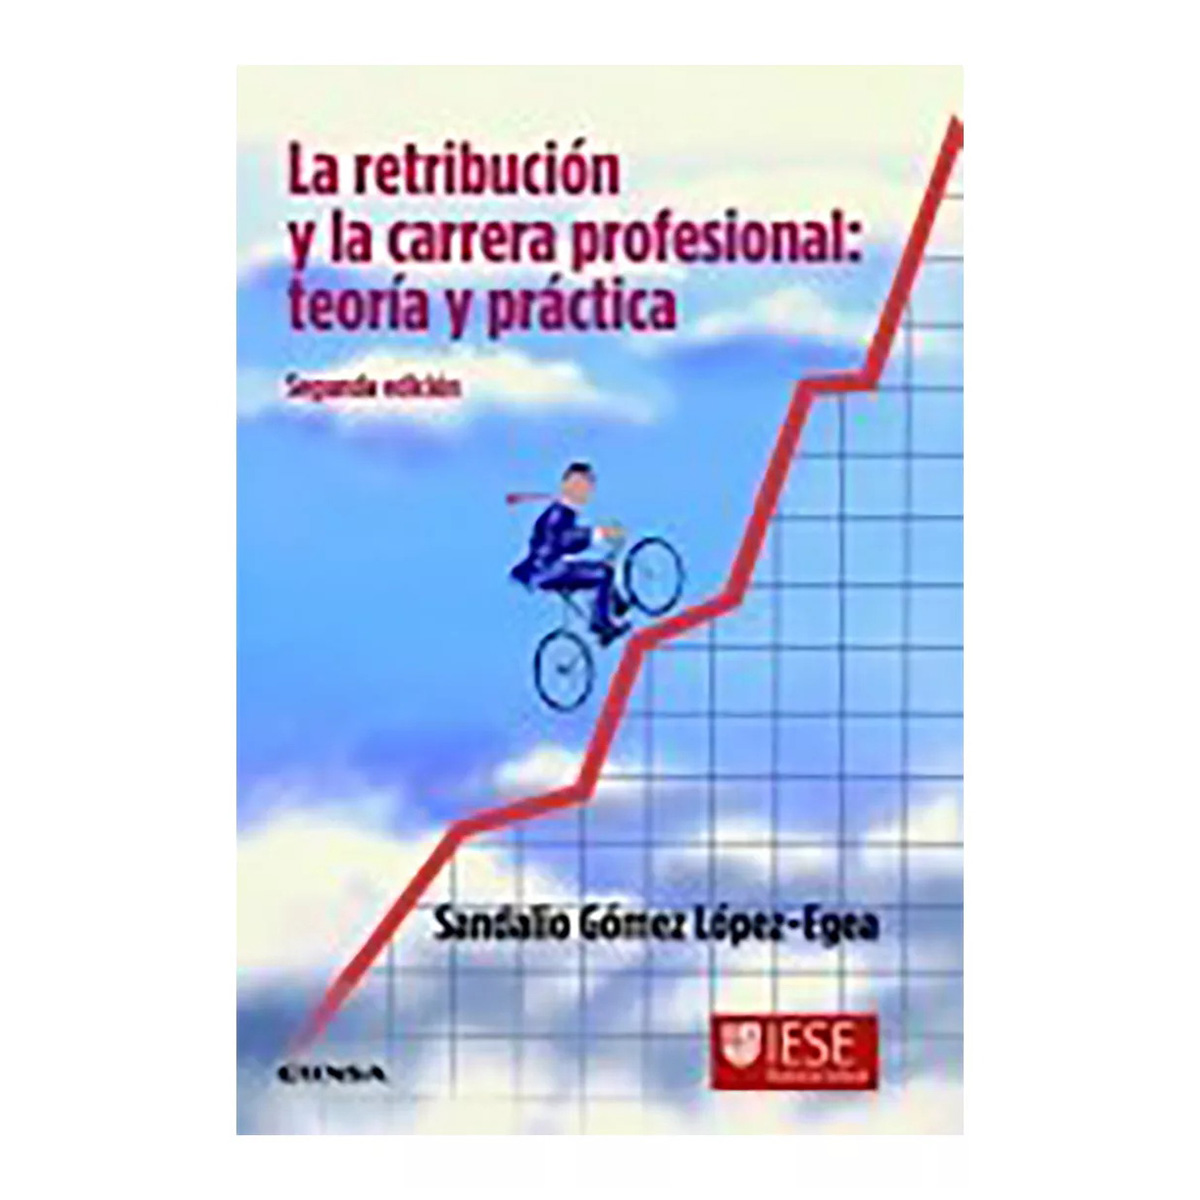 La retribución
y la carrera profesional:
teoría y práctica
Segunda edición
Sandalio Gómez López-Egea
IESE
EUNSA